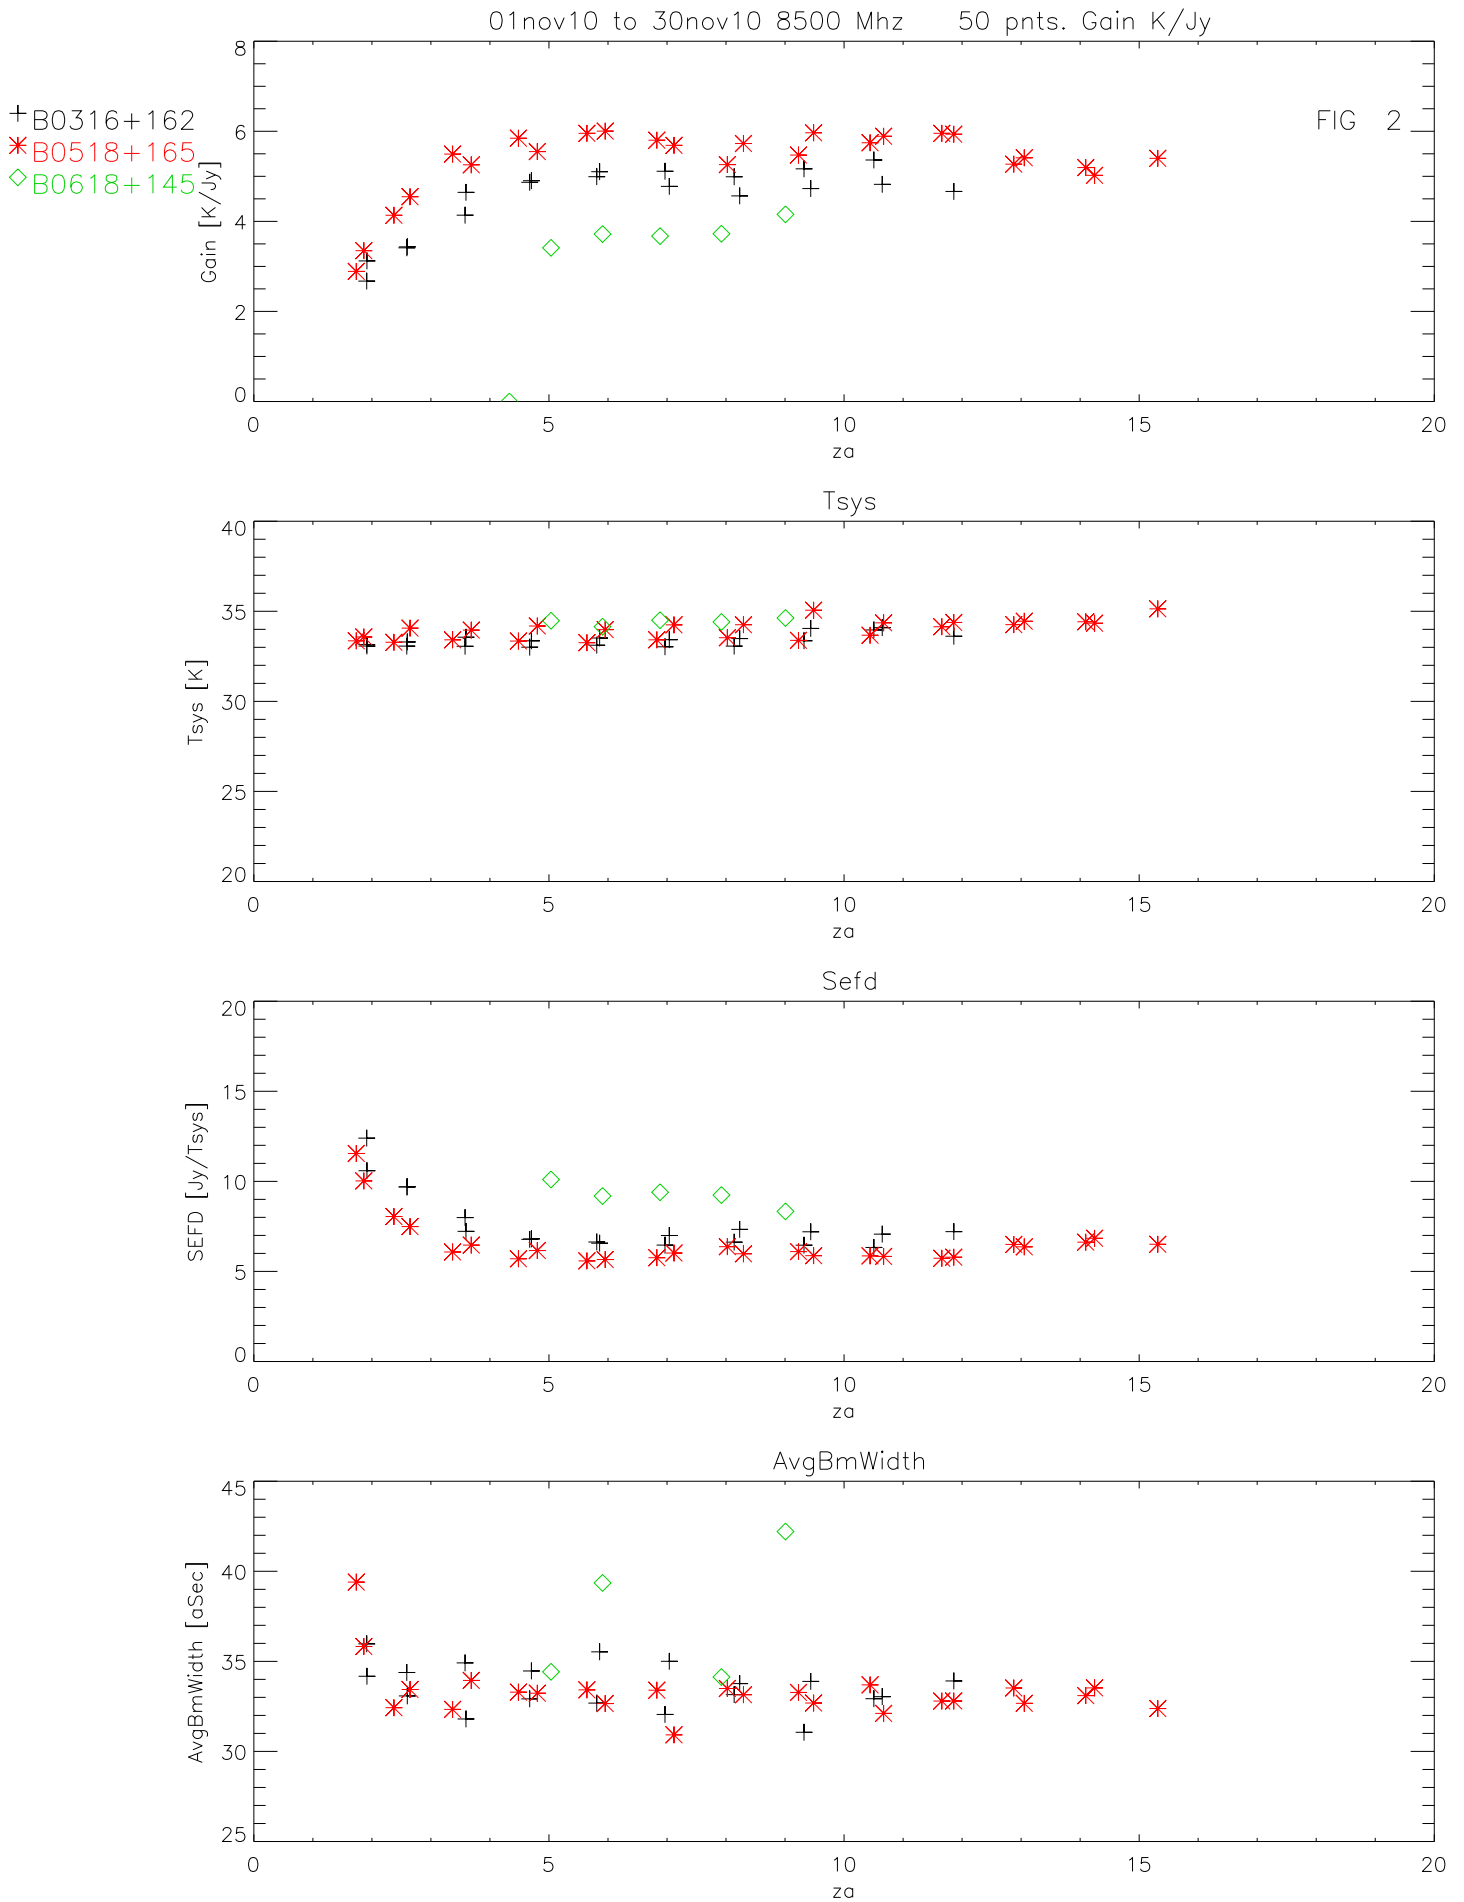 01nov10 to 30nov10 8500 Mhz 50 pnts. Gain K/Jy
+B0316+162
B0518+165
B0618+145
FIG 2
Gain [K/Jy]
8
6
4
2
0
0 5 10 15 20
za
Tsys
Tsys [K]
40
35
30
25
20
0 5 10 15 20
za
Sefd
SEFD [Jy/Tsys]
20
15
10
5
0
0 5 10 15 20
za
AvgBmWidth
AvgBmWidth [aSec]
45
40
35
30
25
0 5 10 15 20
za